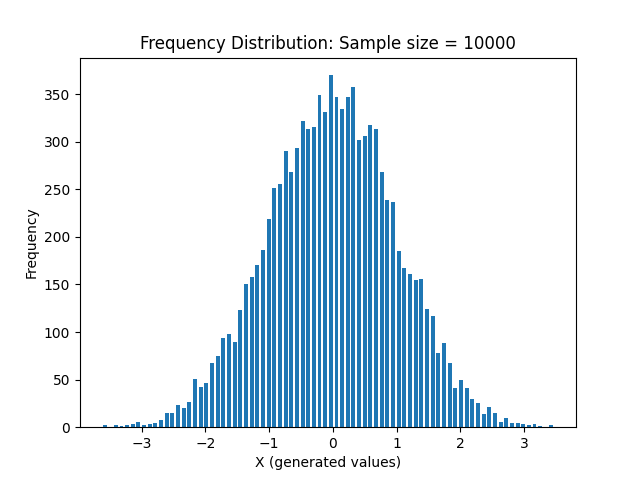 Frequency Distribution: Sample size = 10000
350
300
250
200
150
100
50
0
Frequency
−3 −2 −1 0 1 2 3
X (generated values)